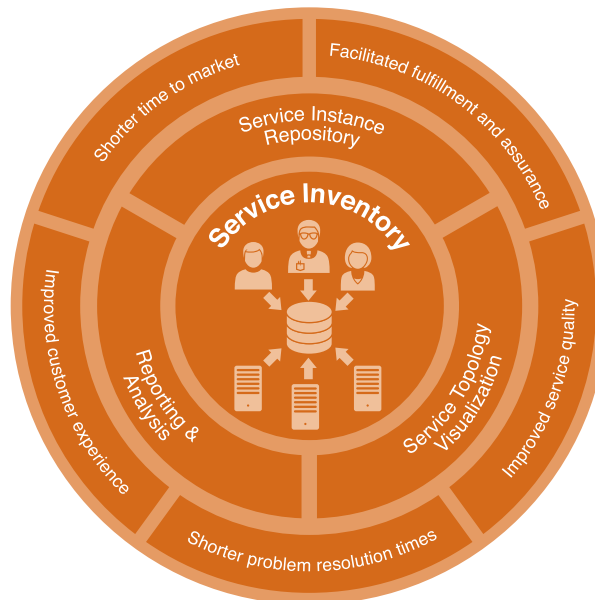 Shorter time to market
Facilitated fulfillment and assurance
Service Instance
Repository
Service Inventory
Improved customer experience
Reporting &
Analysis
Service Topology
Visualization
Improved service quality
Shorter problem resolution times